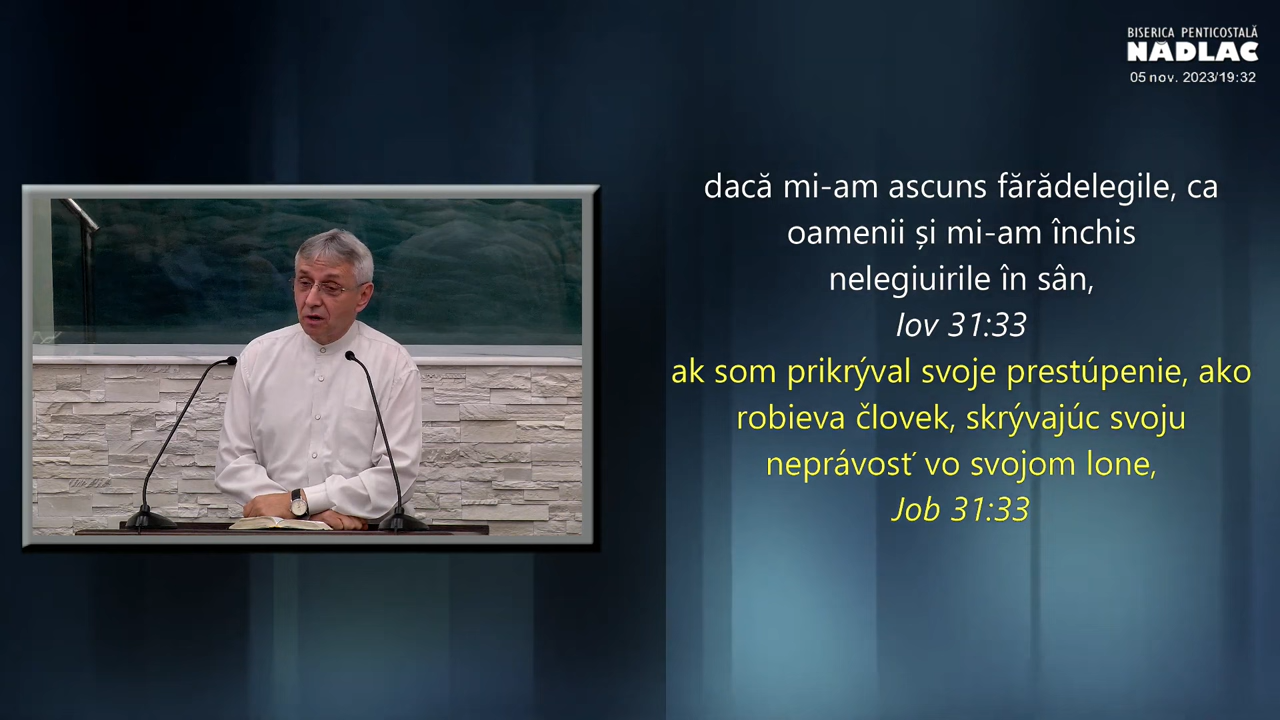 BISERICA PENTICOSTALĂ
NĂDLAC
05 nov. 2023/19:32
dacă mi-am ascuns fărădelegile, ca
oamenii și mi-am închis
nelegiuirile în sân,
Iov 31:33
ak som prikrýval svoje prestúpenie, ako
robieva človek, skrývajúc svoju
neprávosť vo svojom lone,
Job 31:33